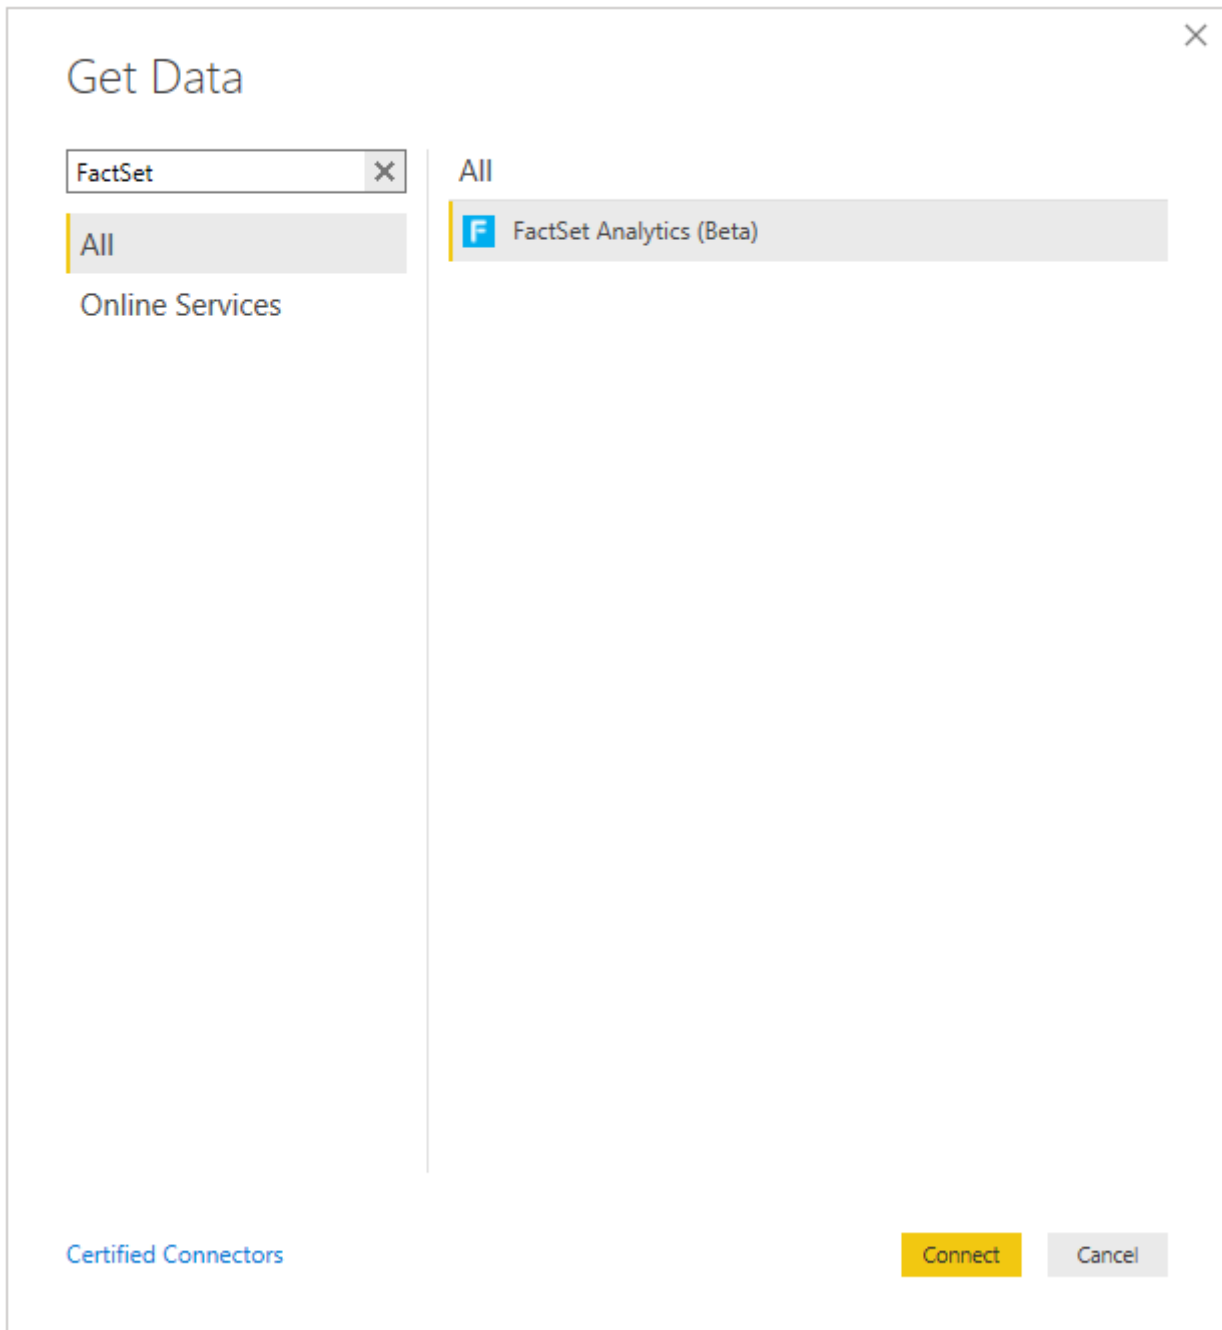 Get Data
FactSet
All
Online Services
All
F FactSet Analytics (Beta)
Certified Connectors
Connect
Cancel